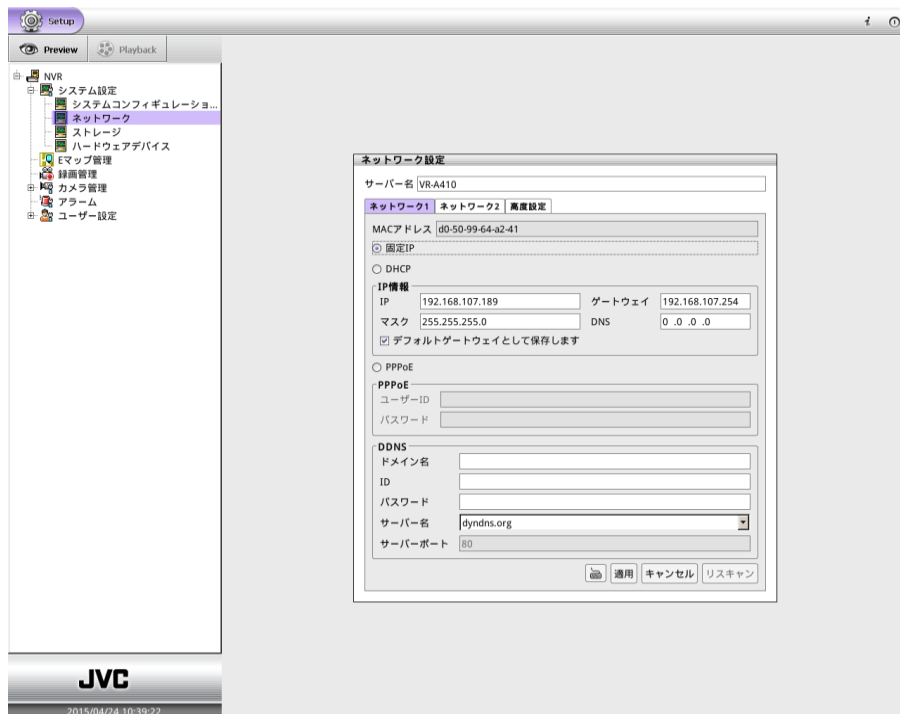 Setup
i
Preview Playback
NVR
システム設定
システムコンフィギュレーショ...
ネットワーク
ストレージ
ハードウェアデバイス
Eマップ管理
録画管理
カメラ管理
アラーム
ユーザー設定
ネットワーク設定
サーバー名 VR-A410
ネットワーク1 ネットワーク2 高度設定
MACアドレス d0-50-99-64-a2-41
固定IP
DHCP
IP情報
IP 192.168.107.189 ゲートウェイ 192.168.107.254
マスク 255.255.255.0 DNS 0 .0 .0 .0
デフォルトゲートウェイとして保存します
PPPoE
PPPoE
ユーザーID
パスワード
DDNS
ドメイン名
ID
パスワード
サーバー名 dyndns.org
サーバーポート 80
適用 キャンセル リスキャン
JVC
2015/04/24 10:39:22